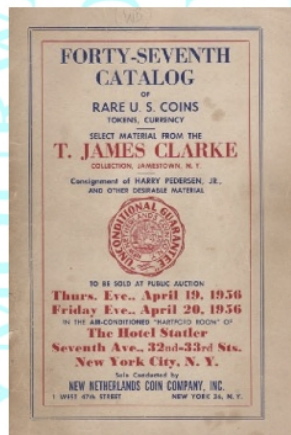 FORTY-SEVENTH
CATALOG
OF
RARE U. S. COINS
TOKENS, CURRENCY
SELECT MATERIAL FROM THE
T. JAMES CLARKE
COLLECTION, JAMESTOWN, N. Y.
Consignment of HARRY PEDERSEN, JR.,
AND OTHER DESIRABLE MATERIAL
UNCONDITIONAL GUARANTEE
TO BE SOLD AT PUBLIC AUCTION
Thurs. Eve., April 19, 1956
Friday Eve., April 20, 1956
IN THE AIR-CONDITIONED "HARTFORD ROOM" OF
The Hotel Statler
Seventh Ave., 32nd-33rd Sts.
New York City, N. Y.
Sale Conducted by
NEW NETHERLANDS COIN COMPANY, INC.
1 WEST 47th STREET NEW YORK 36, N. Y.